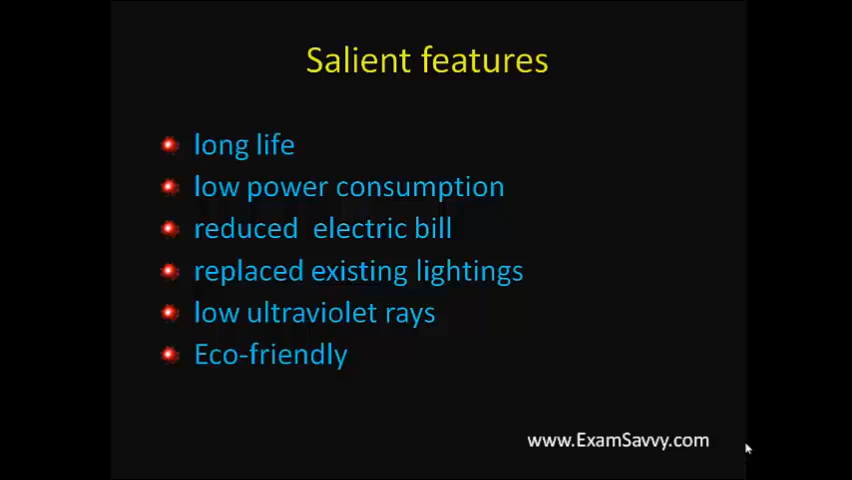 Salient features
long life
low power consumption
reduced electric bill
replaced existing lightings
low ultraviolet rays
Eco-friendly
www.ExamSavvy.com